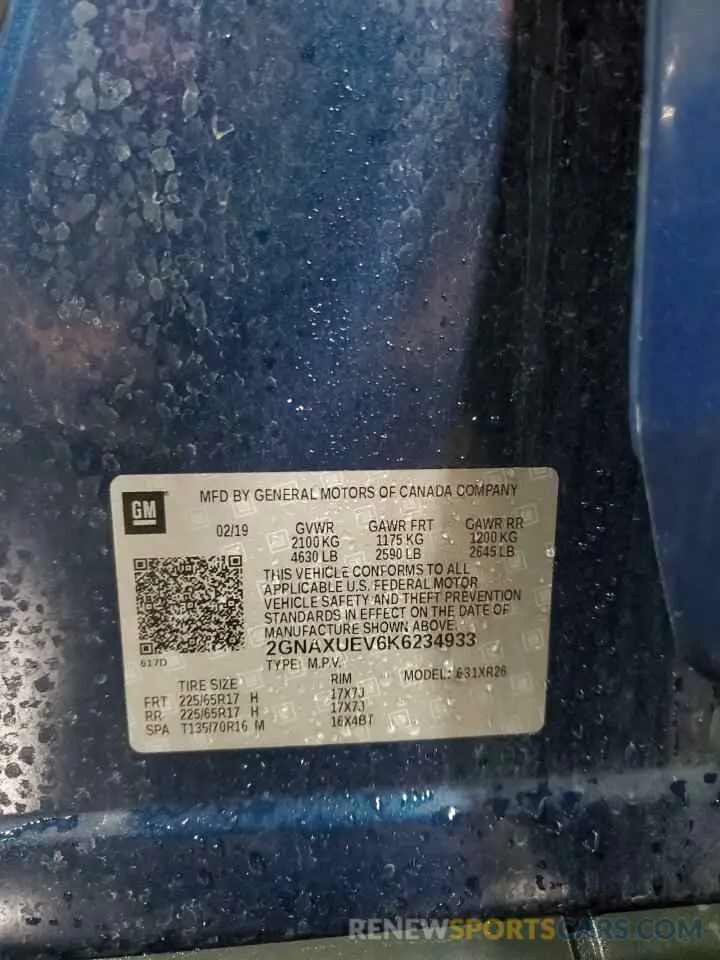 GM
MFD BY GENERAL MOTORS OF CANADA COMPANY
02/19 GVWR GAWR FRT GAWR RR
2100 KG 1175 KG 1200 KG
4630 LB 2590 LB 2645 LB
THIS VEHICLE CONFORMS TO ALL
APPLICABLE U.S. FEDERAL MOTOR
VEHICLE SAFETY AND THEFT PREVENTION
STANDARDS IN EFFECT ON THE DATE OF
MANUFACTURE SHOWN ABOVE.
2GNAXUEV6K6234933
617D
TYPE: M.P.V. MODEL: 631XR26
TIRE SIZE RIM
FRT 225/65R17 H 17X7J
RR 225/65R17 H 17X7J
SPA T135/70R16 M 16X4BT
RENEWSPORTSCARS.COM